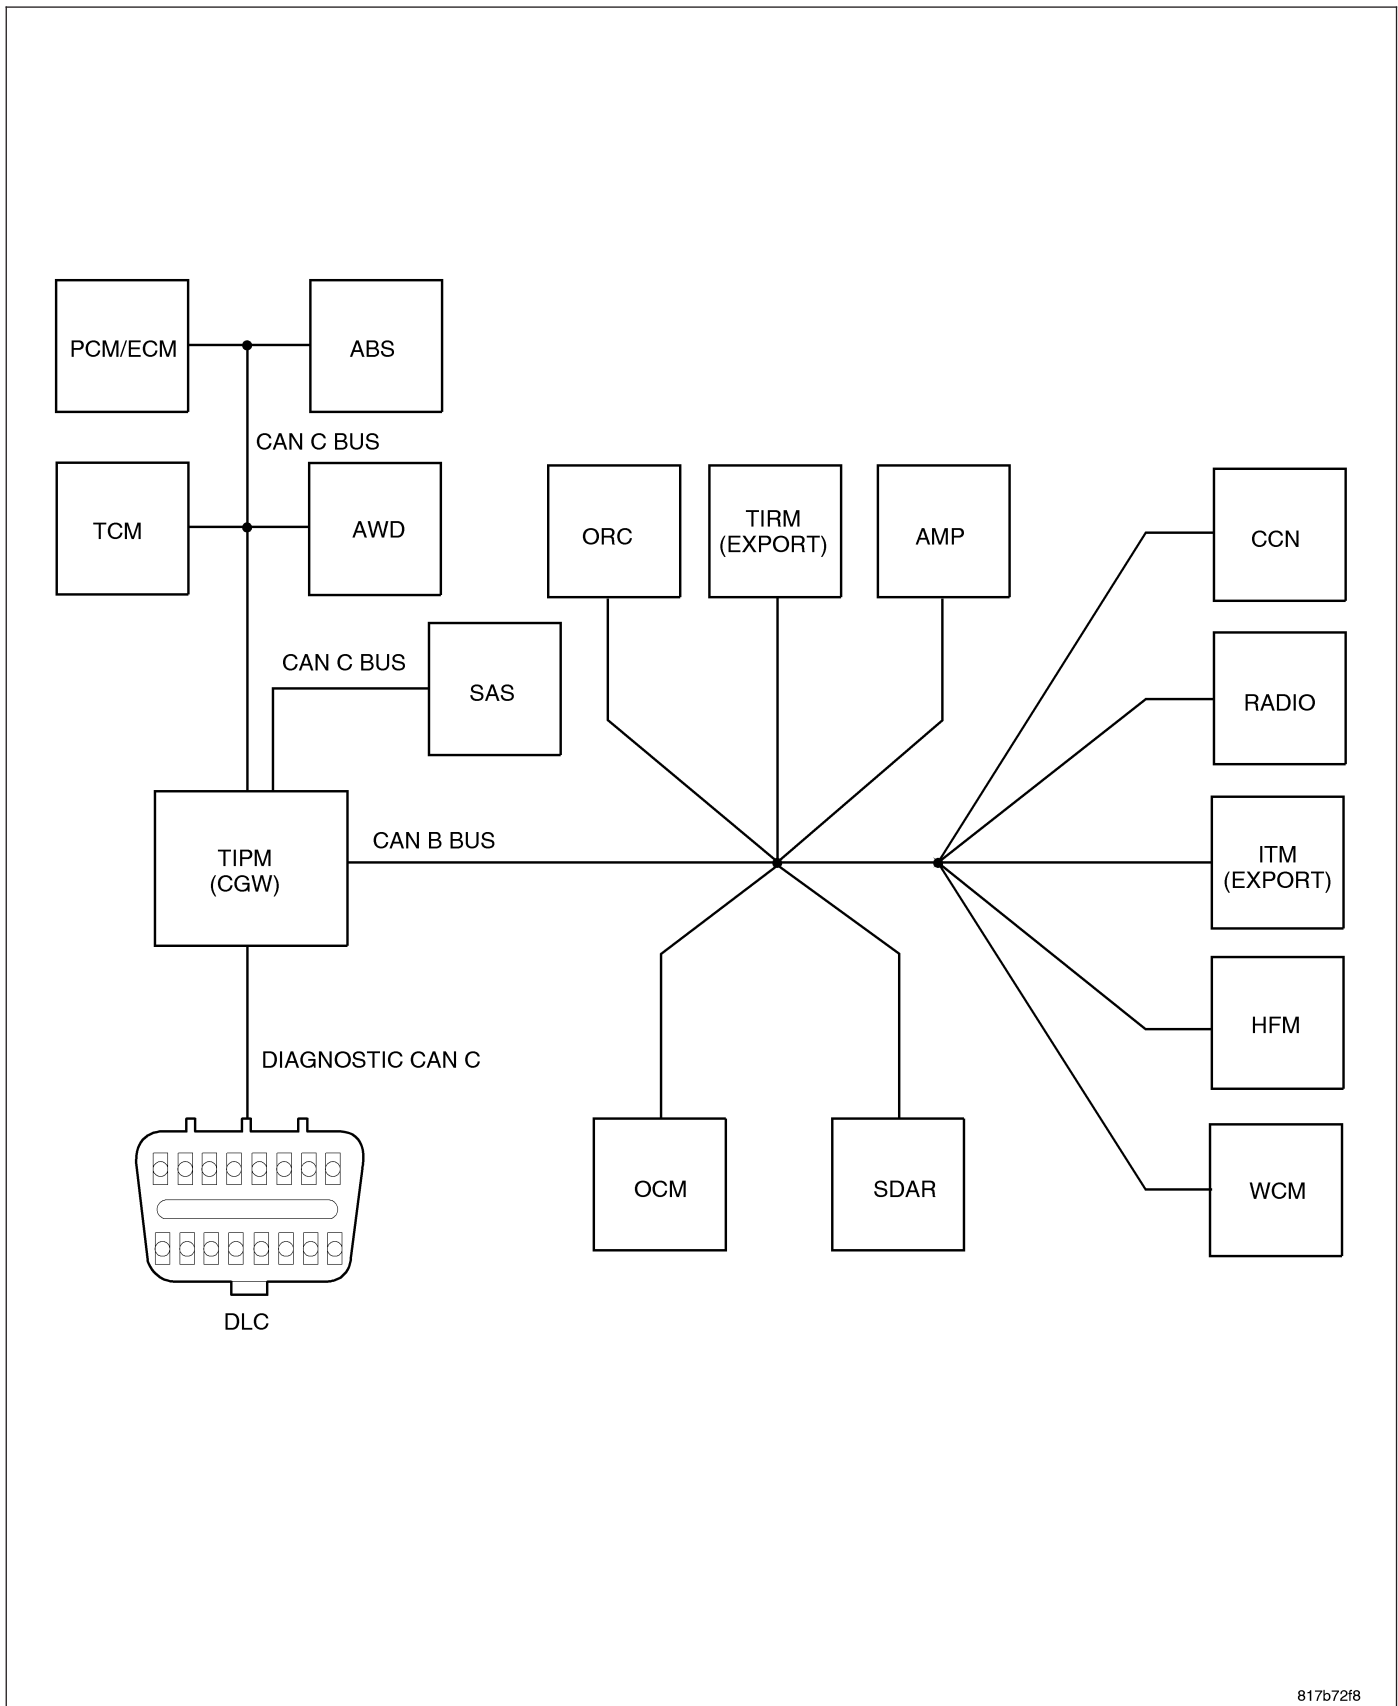 PCM/ECM
ABS
CAN C BUS
TCM
AWD
ORC
TIRM
(EXPORT)
AMP
CCN
CAN C BUS
SAS
RADIO
CAN B BUS
TIPM
(CGW)
ITM
(EXPORT)
HFM
DIAGNOSTIC CAN C
OCM
SDAR
WCM
DLC
817b72f8